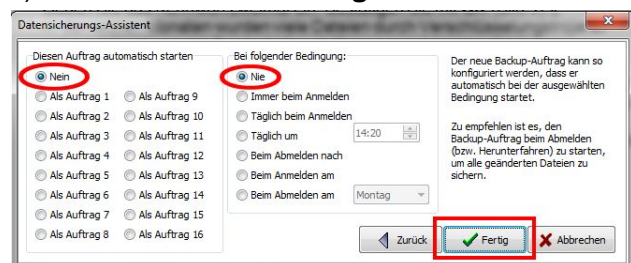 Datensicherungs-Assistent
Diesen Auftrag automatisch starten
Nein
Als Auftrag 1 Als Auftrag 9
Als Auftrag 2 Als Auftrag 10
Als Auftrag 3 Als Auftrag 11
Als Auftrag 4 Als Auftrag 12
Als Auftrag 5 Als Auftrag 13
Als Auftrag 6 Als Auftrag 14
Als Auftrag 7 Als Auftrag 15
Als Auftrag 8 Als Auftrag 16
Bei folgender Bedingung:
Nie
Immer beim Anmelden
Täglich beim Anmelden
Täglich um 14:20
Beim Abmelden nach
Beim Anmelden am
Beim Abmelden am Montag
Der neue Backup-Auftrag kann so
konfiguriert werden, dass er
automatisch bei der ausgewählten
Bedingung startet.
Zu empfehlen ist es, den
Backup-Auftrag beim Abmelden
(bzw. Herunterfahren) zu starten,
um alle geänderten Dateien zu
sichern.
Zurück Fertig Abbrechen